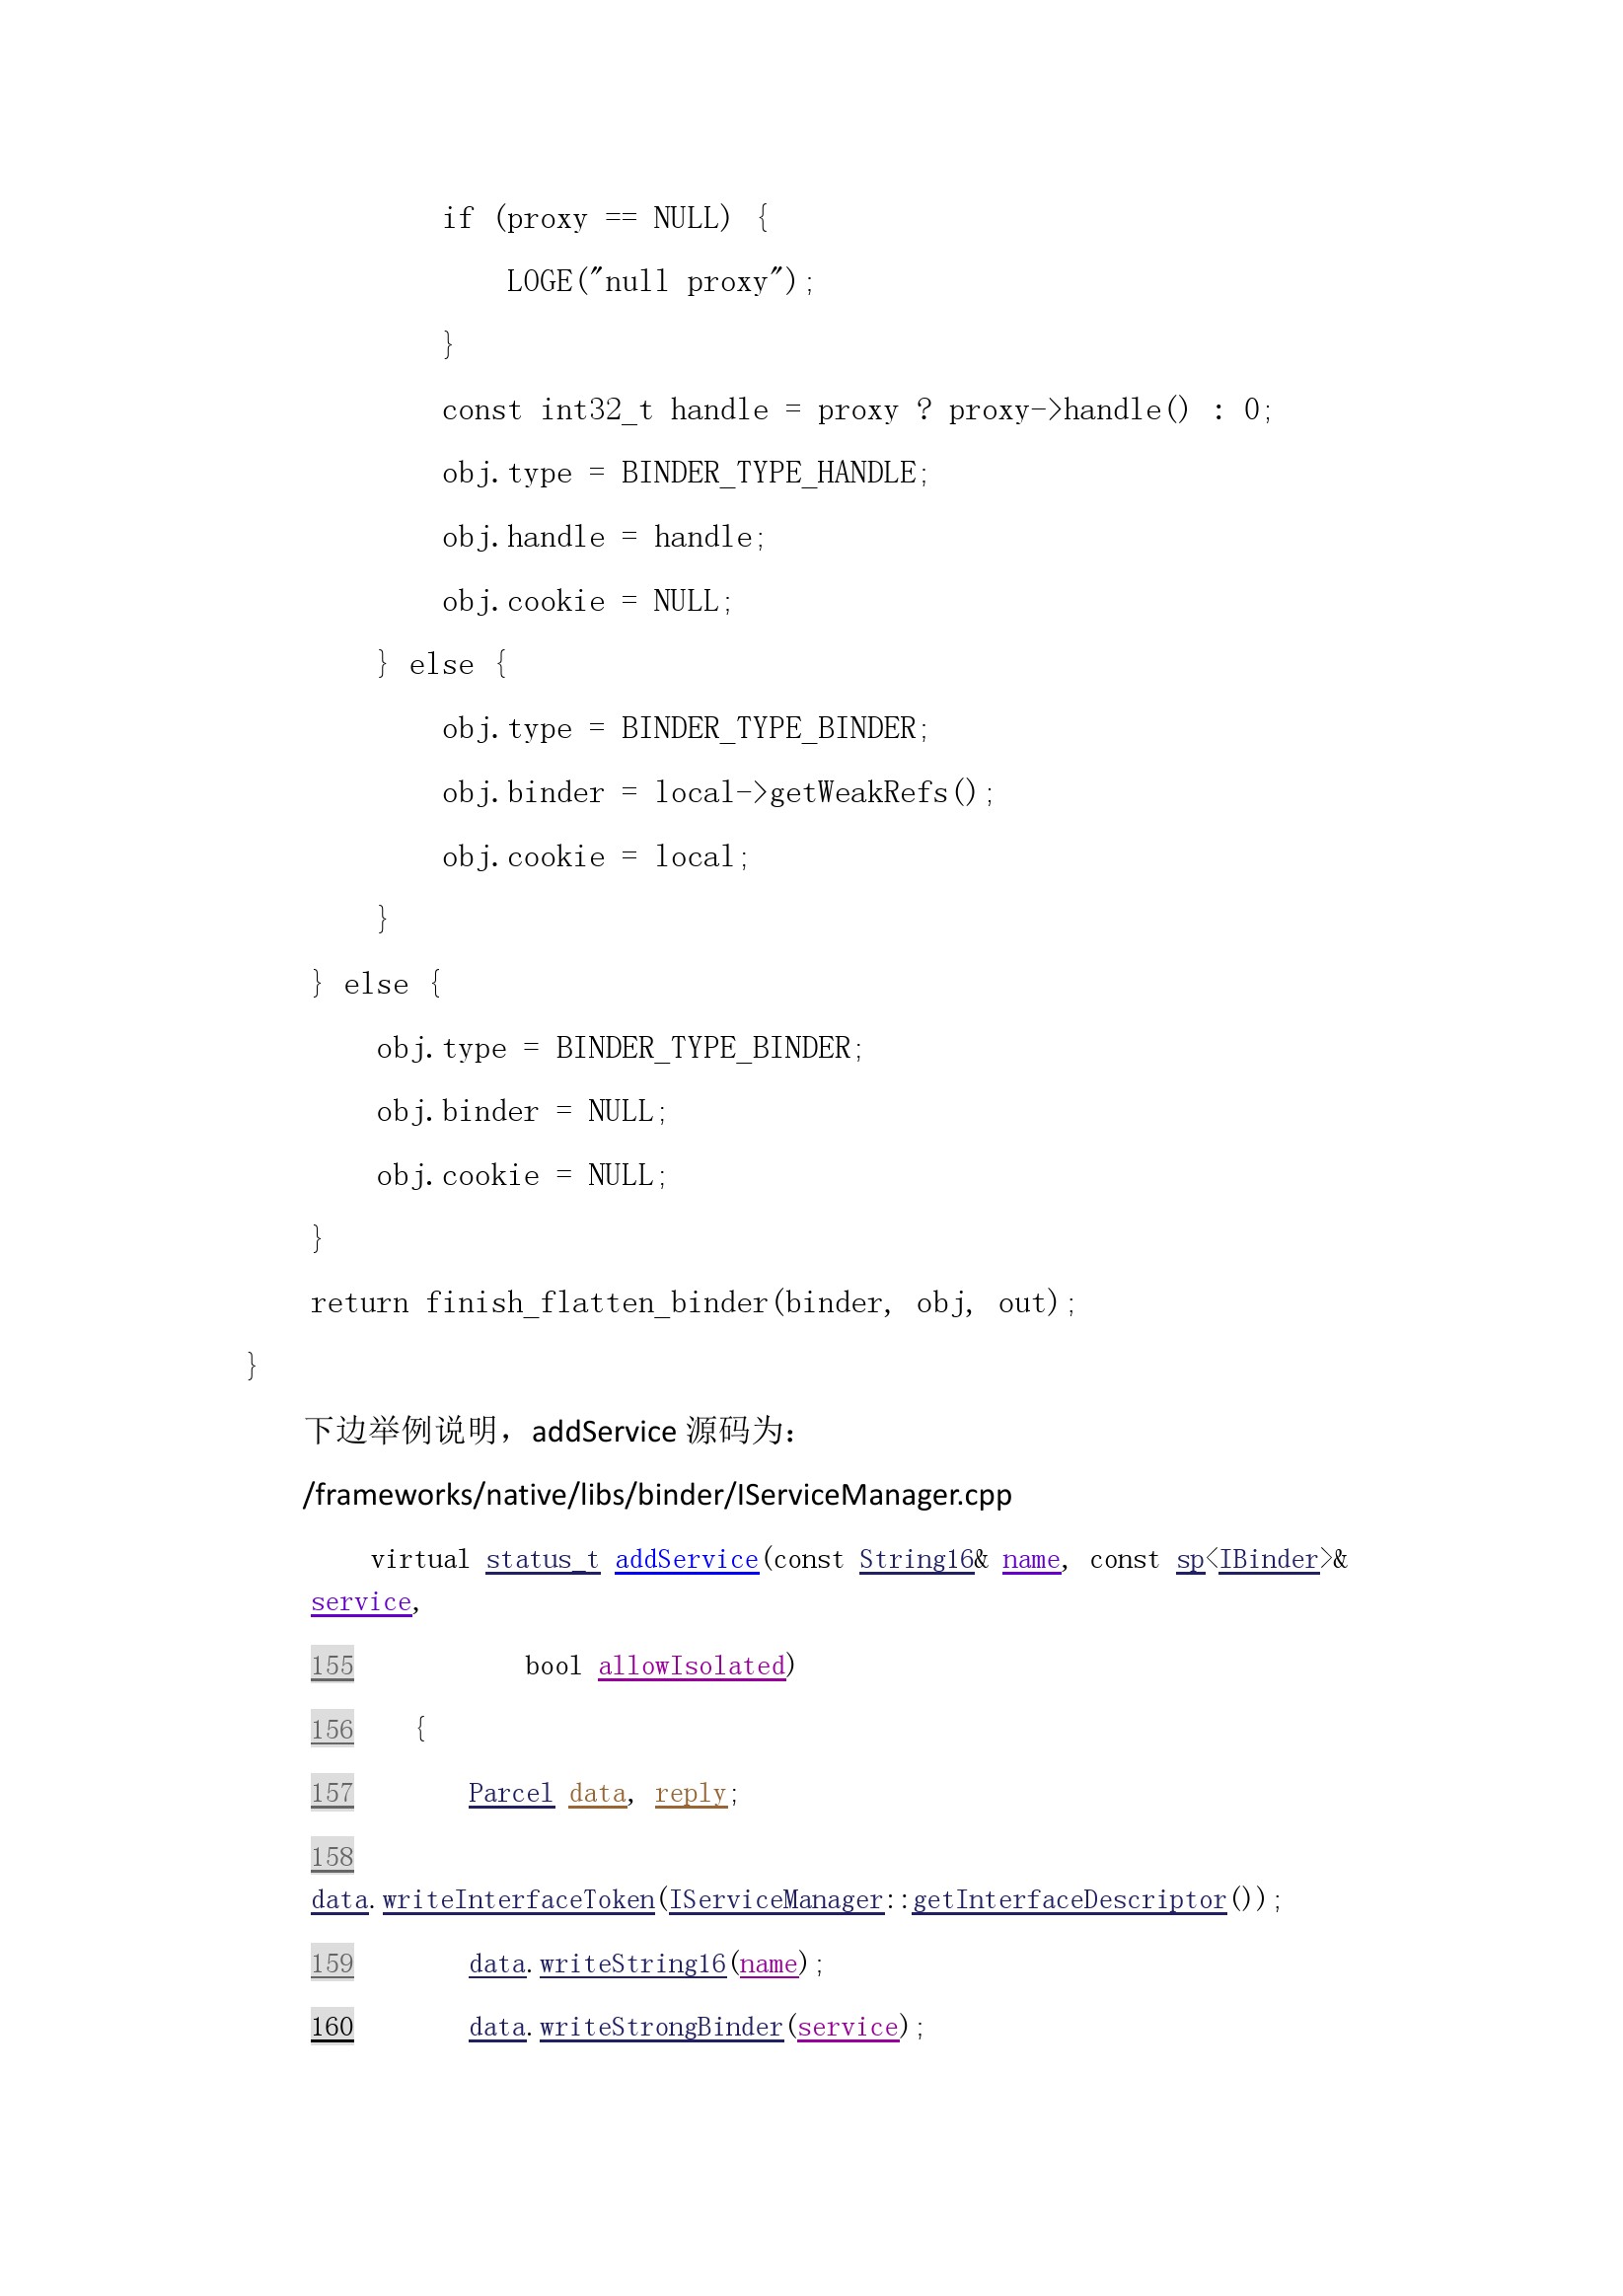 if (proxy == NULL) {
LOGE("null proxy");
}
const int32_t handle = proxy ? proxy->handle() : 0;
obj.type = BINDER_TYPE_HANDLE;
obj.handle = handle;
obj.cookie = NULL;
} else {
obj.type = BINDER_TYPE_BINDER;
obj.binder = local->getWeakRefs();
obj.cookie = local;
}
} else {
obj.type = BINDER_TYPE_BINDER;
obj.binder = NULL;
obj.cookie = NULL;
}
return finish_flatten_binder(binder, obj, out);
}
下边举例说明，addService 源码为：
/frameworks/native/libs/binder/IServiceManager.cpp
virtual status_t addService(const String16& name, const sp<IBinder>&
service,
155 bool allowIsolated)
156 {
157 Parcel data, reply;
158
data.writeInterfaceToken(IServiceManager::getInterfaceDescriptor());
159 data.writeString16(name);
160 data.writeStrongBinder(service);